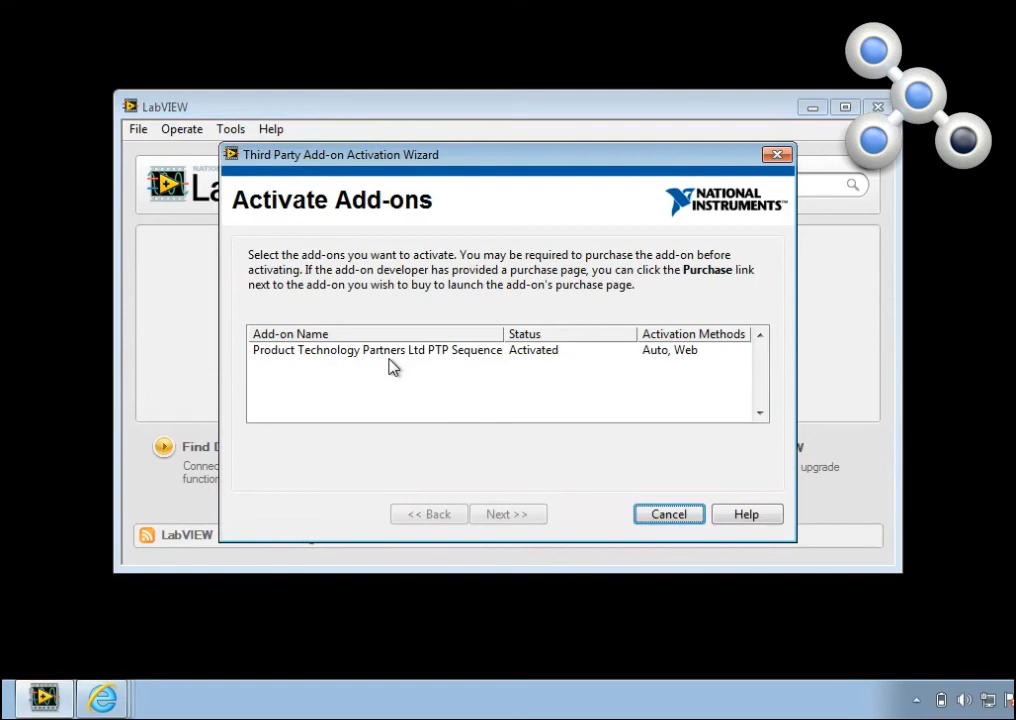 LabVIEW
File Operate Tools Help
Third Party Add-on Activation Wizard
Activate Add-ons
NATIONAL
INSTRUMENTS™
Select the add-ons you want to activate. You may be required to purchase the add-on before
activating. If the add-on developer has provided a purchase page, you can click the Purchase link
next to the add-on you wish to buy to launch the add-on's purchase page.
Add-on Name Status Activation Methods
Product Technology Partners Ltd PTP Sequence Activated Auto, Web
Find D
Connec
function
W
upgrade
<< Back Next >> Cancel Help
LabVIEW